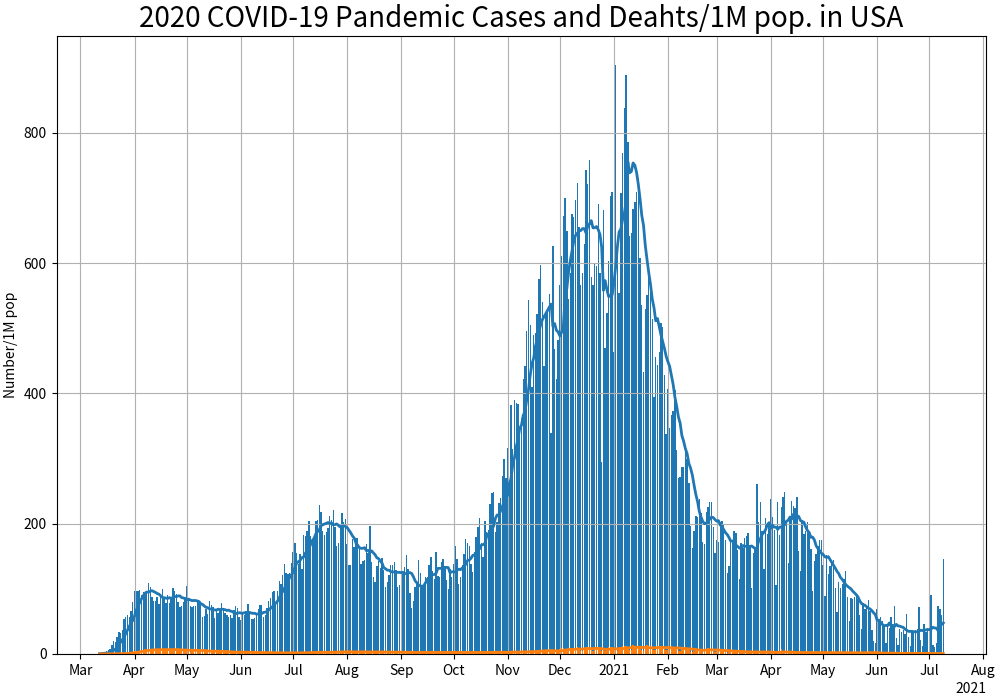 2020 COVID-19 Pandemic Cases and Deahts/1M pop. in USA
Number/1M pop
800
600
400
200
0
Mar Apr May Jun Jul Aug Sep Oct Nov Dec 2021 Feb Mar Apr May Jun Jul Aug
2021